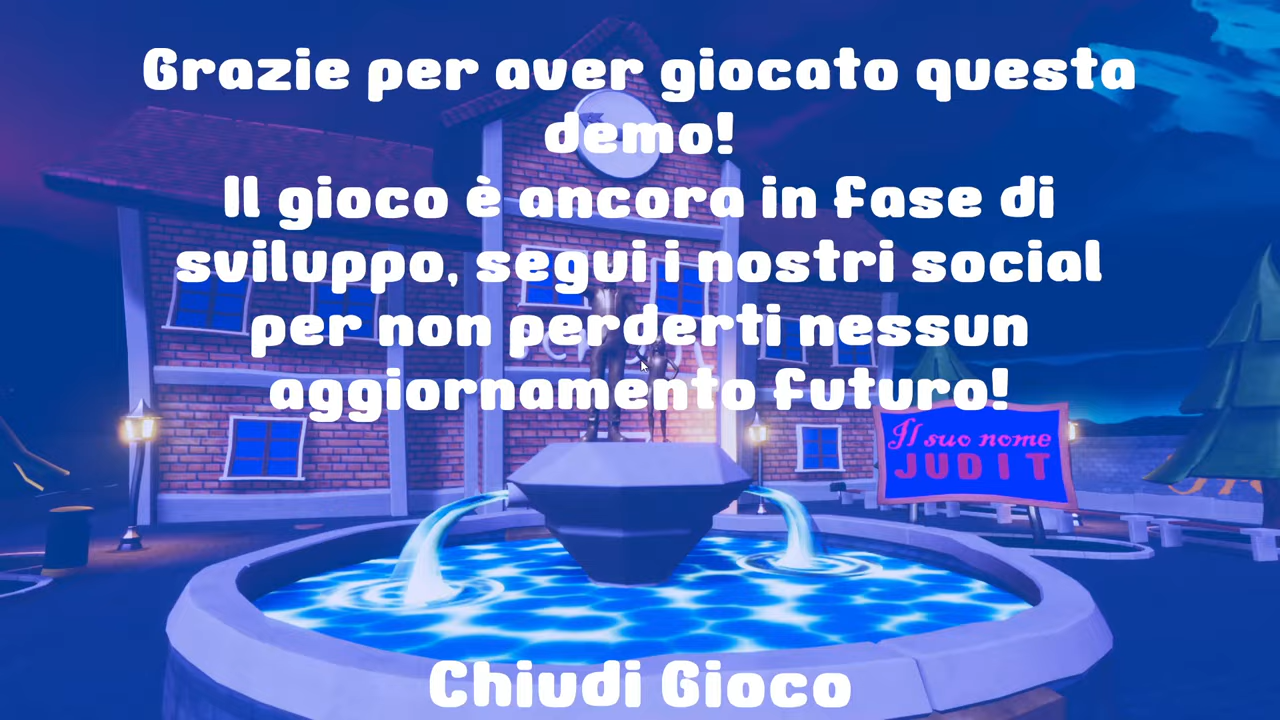 Grazie per aver giocato questa
demo!
Il gioco è ancora in fase di
sviluppo, segui i nostri social
per non perderti nessun
aggiornamento futuro!
Il suo nome
JUDIT
Chiudi Gioco